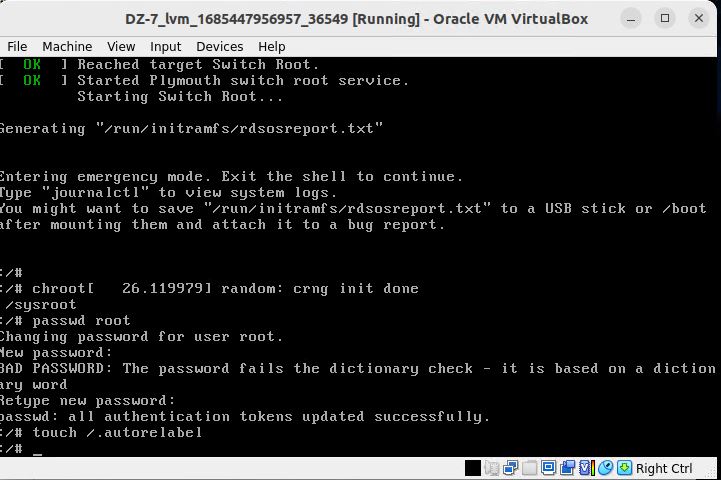 DZ-7_lvm_1685447956957_36549 [Running] - Oracle VM VirtualBox
File Machine View Input Devices Help
[  OK  ] Reached target Switch Root.
[  OK  ] Started Plymouth switch root service.
         Starting Switch Root...
Generating "/run/initramfs/rdsosreport.txt"
Entering emergency mode. Exit the shell to continue.
Type "journalctl" to view system logs.
You might want to save "/run/initramfs/rdsosreport.txt" to a USB stick or /boot
after mounting them and attach it to a bug report.
:/#
:/# chroot[   26.119979] random: crng init done
 /sysroot
:/# passwd root
Changing password for user root.
New password:
BAD PASSWORD: The password fails the dictionary check - it is based on a diction
ary word
Retype new password:
passwd: all authentication tokens updated successfully.
:/# touch /.autorelabel
:/# _
Right Ctrl